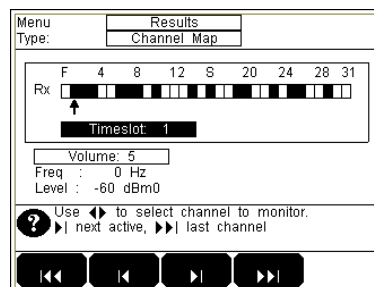 Menu Results
Type: Channel Map
F 4 8 12 S 20 24 28 31
Rx
Timeslot: 1
Volume: 5
Freq : 0 Hz
Level : -60 dBm0
? Use ◀▶ to select channel to monitor.
▶| next active, ▶▶| last channel
|◀◀ |◀ ▶| ▶▶|